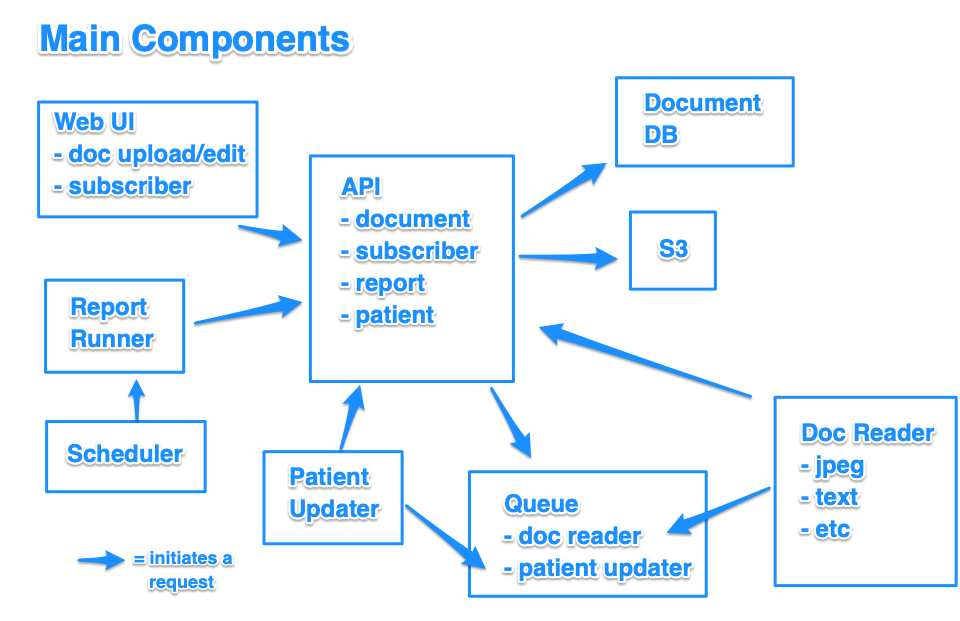 Main Components
Web UI
- doc upload/edit
- subscriber
API
- document
- subscriber
- report
- patient
Document
DB
S3
Report
Runner
Scheduler
Patient
Updater
Queue
- doc reader
- patient updater
Doc Reader
- jpeg
- text
- etc
= initiates a
request